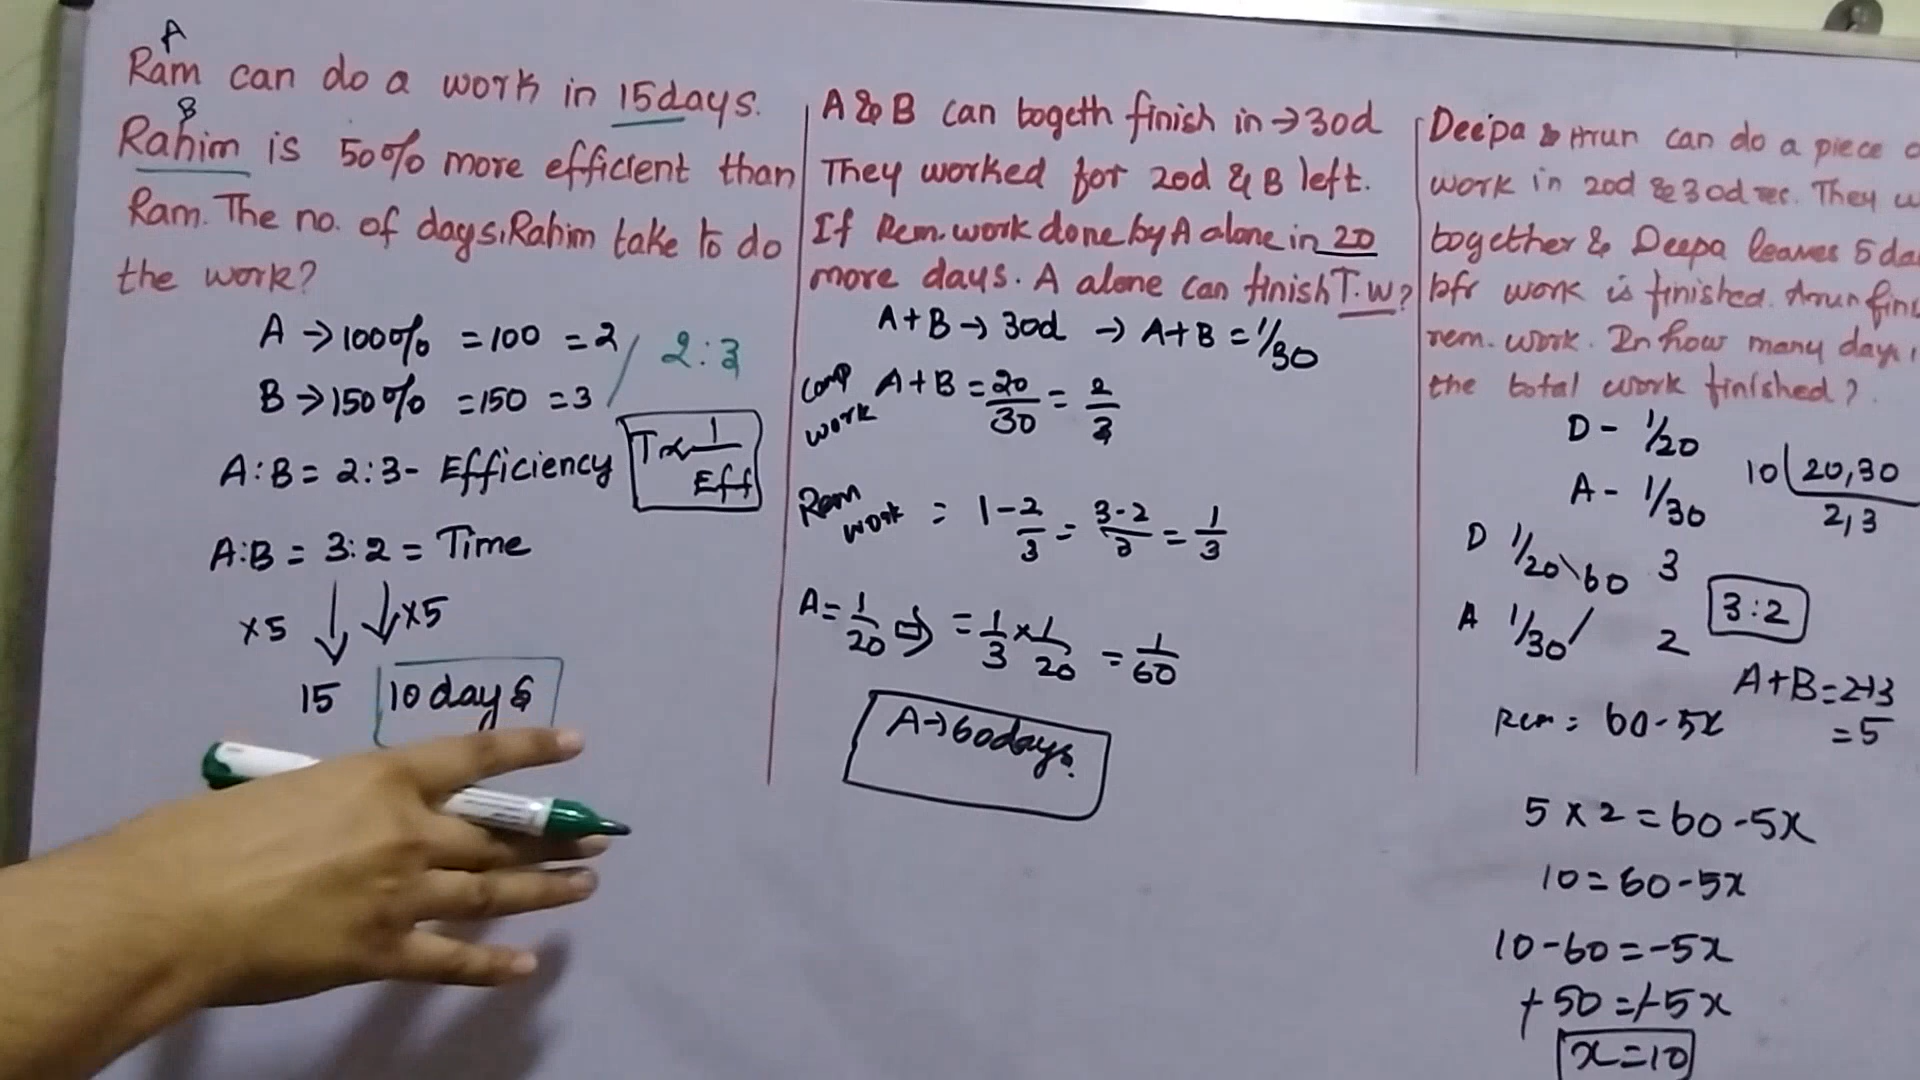 A
Ram can do a work in 15days.
B
Rahim is 50% more efficient than
Ram. The no. of days, Rahim take to do
the work?
A → 100% = 100 = 2
2:3
B → 150% = 150 = 3
A:B = 2:3 - Efficiency
T ∝ 1/Eff
A:B = 3:2 = Time
×5 ×5
15 10 days
A & B can togeth finish in → 30d
They worked for 20d & B left.
If Rem. work done by A alone in 20
more days. A alone can finish T.W?
A+B → 30d → A+B = 1/30
comp work A+B = 20/30 = 2/3
Rem work = 1-2/3 = 3-2/3 = 1/3
A = 1/20 ⇒ = 1/3 × 1/20 = 1/60
A → 60days.
Deepa & Arun can do a piece
work in 20d & 30d rec. They
together & Deepa leaves 5
bfr work is finished. Arun
rem. work. In how many
the total work finished?
D - 1/20
A - 1/30
10 | 20,30
2,3
D 1/20 \ 60 3
A 1/30 / 2
3:2
A+B = 2+3
= 5
Rem = 60-5x
5 × 2 = 60-5x
10 = 60-5x
10-60 = -5x
+50 = +5x
x = 10